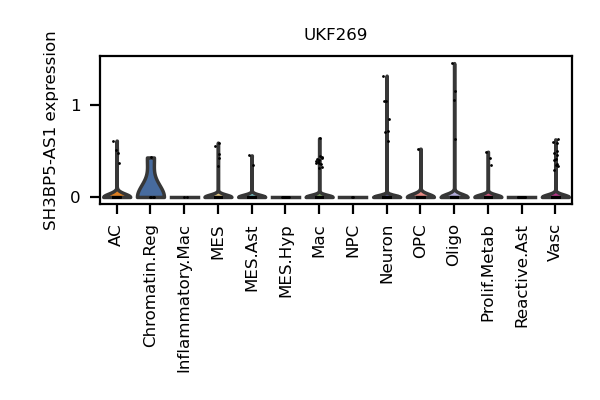 UKF269
SH3BP5-AS1 expression
1
0
AC
Chromatin.Reg
Inflammatory.Mac
MES
MES.Ast
MES.Hyp
Mac
NPC
Neuron
OPC
Oligo
Prolif.Metab
Reactive.Ast
Vasc